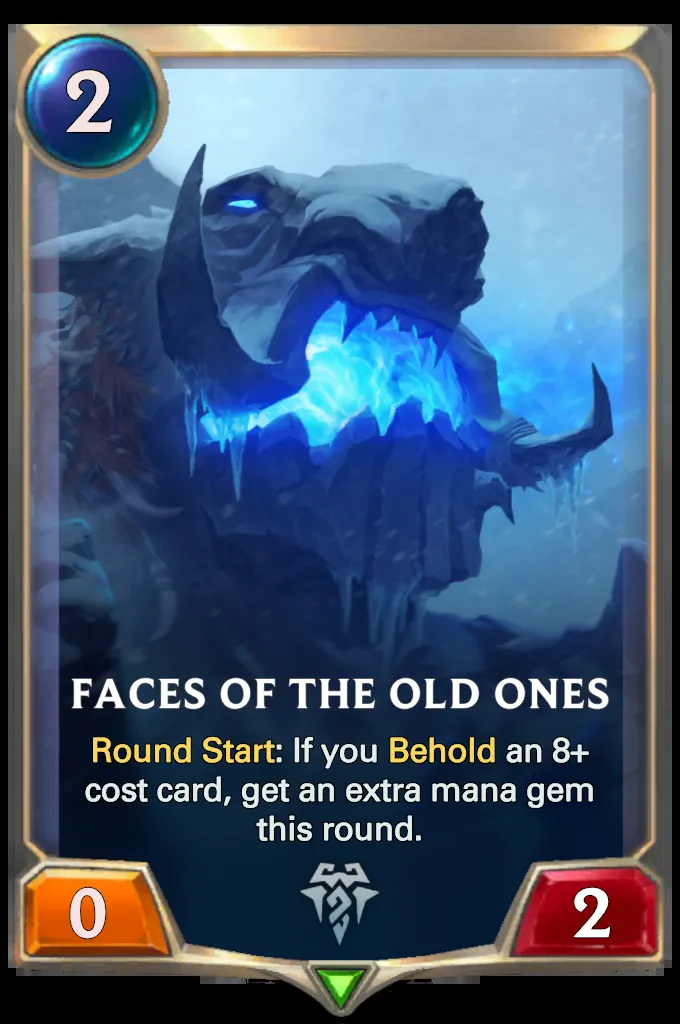 2
FACES OF THE OLD ONES
Round Start: If you Behold an 8+
cost card, get an extra mana gem
this round.
0
2